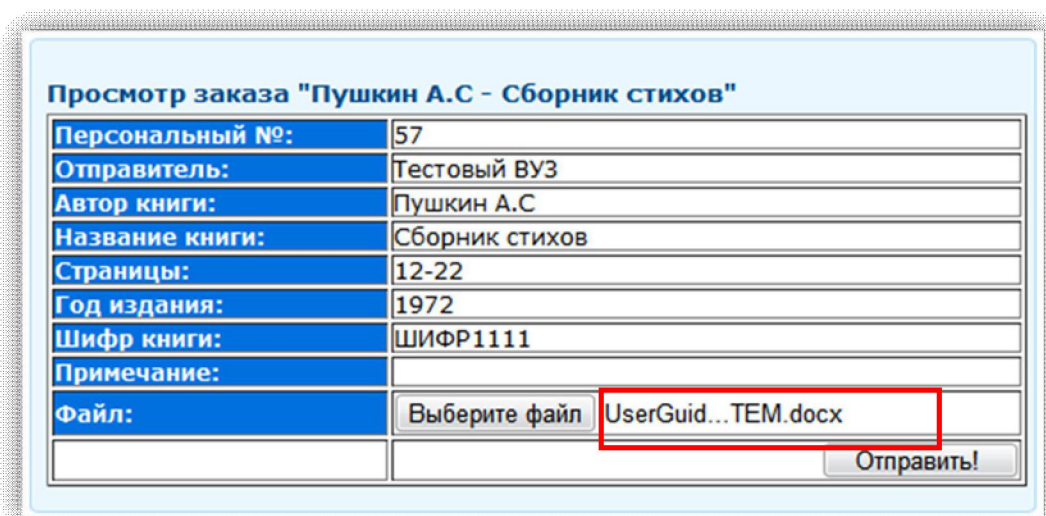 Просмотр заказа "Пушкин А.С - Сборник стихов"
Персональный №: 57
Отправитель: Тестовый ВУЗ
Автор книги: Пушкин А.С
Название книги: Сборник стихов
Страницы: 12-22
Год издания: 1972
Шифр книги: ШИФР1111
Примечание:
Файл: Выберите файл UserGuid...TEM.docx
Отправить!